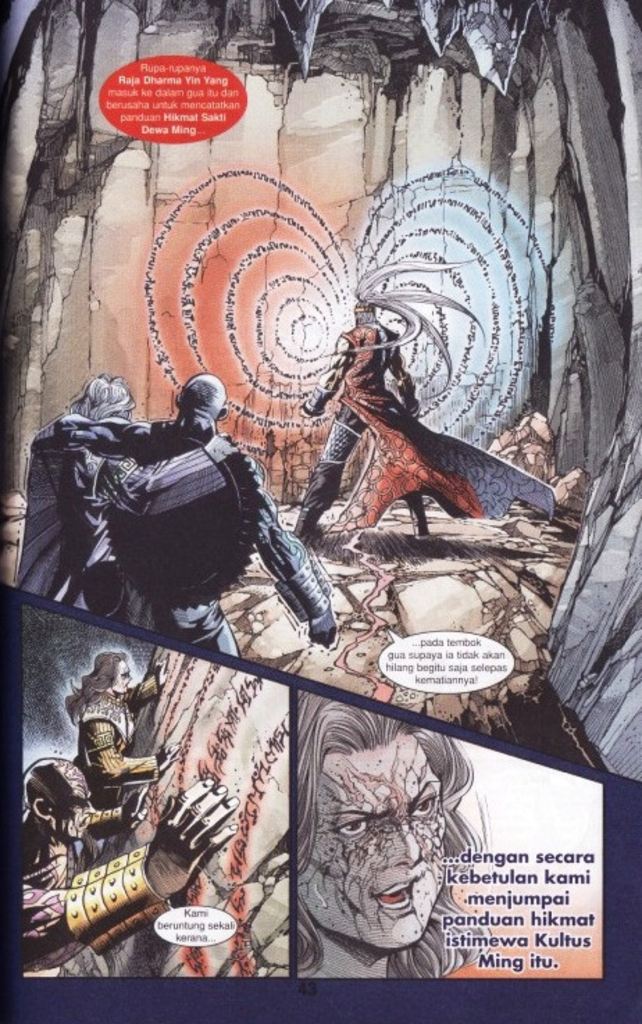 Rupa-rupanya
Raja Dharma Yin Yang
masuk ke dalam gua itu dan
berusaha untuk mencatatkan
panduan Hikmat Sakti
Dewa Ming...
...pada tembok
gua supaya ia tidak akan
hilang begitu saja selepas
kematiannya!
Kami
beruntung sekali
kerana...
...dengan secara
kebetulan kami
menjumpai
panduan hikmat
istimewa Kultus
Ming itu.
43